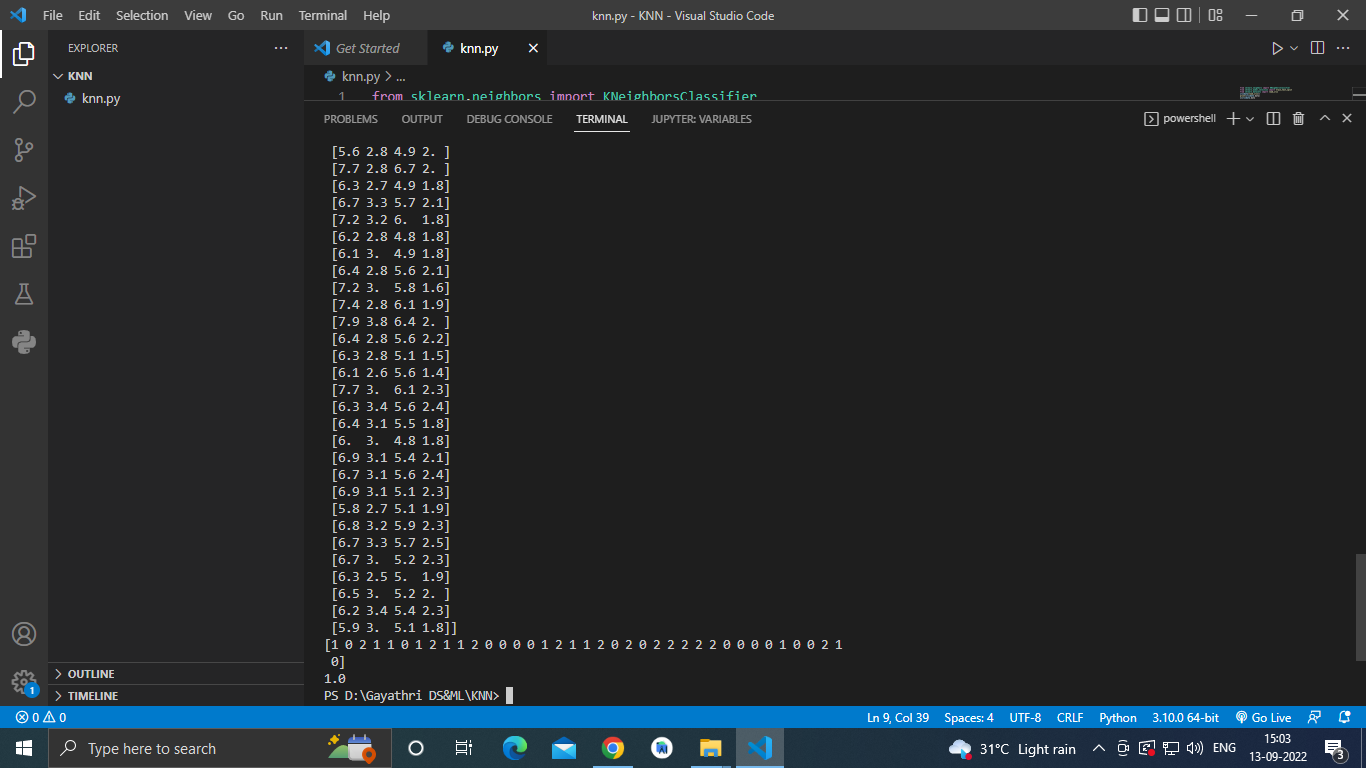 File Edit Selection View Go Run Terminal Help knn.py - KNN - Visual Studio Code
EXPLORER
KNN
knn.py
OUTLINE
TIMELINE
Get Started knn.py
knn.py > ...
1 from sklearn.neighbors import KNeighborsClassifier
PROBLEMS OUTPUT DEBUG CONSOLE TERMINAL JUPYTER: VARIABLES powershell
[5.6 2.8 4.9 2. ]
[7.7 2.8 6.7 2. ]
[6.3 2.7 4.9 1.8]
[6.7 3.3 5.7 2.1]
[7.2 3.2 6.  1.8]
[6.2 2.8 4.8 1.8]
[6.1 3.  4.9 1.8]
[6.4 2.8 5.6 2.1]
[7.2 3.  5.8 1.6]
[7.4 2.8 6.1 1.9]
[7.9 3.8 6.4 2. ]
[6.4 2.8 5.6 2.2]
[6.3 2.8 5.1 1.5]
[6.1 2.6 5.6 1.4]
[7.7 3.  6.1 2.3]
[6.3 3.4 5.6 2.4]
[6.4 3.1 5.5 1.8]
[6.  3.  4.8 1.8]
[6.9 3.1 5.4 2.1]
[6.7 3.1 5.6 2.4]
[6.9 3.1 5.1 2.3]
[5.8 2.7 5.1 1.9]
[6.8 3.2 5.9 2.3]
[6.7 3.3 5.7 2.5]
[6.7 3.  5.2 2.3]
[6.3 2.5 5.  1.9]
[6.5 3.  5.2 2. ]
[6.2 3.4 5.4 2.3]
[5.9 3.  5.1 1.8]]
[1 0 2 1 1 0 1 2 1 1 2 0 0 0 0 1 2 1 1 2 0 2 0 2 2 2 2 2 0 0 0 0 1 0 0 2 1
0]
1.0
PS D:\Gayathri DS&ML\KNN>
1
0 0 Ln 9, Col 39 Spaces: 4 UTF-8 CRLF Python 3.10.0 64-bit Go Live
Type here to search 31°C Light rain ENG 15:03
13-09-2022 3